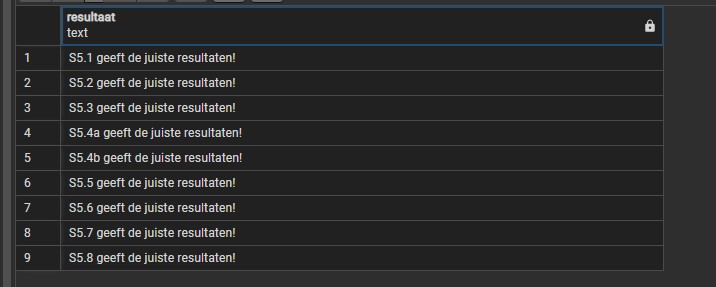 resultaat
text
1 S5.1 geeft de juiste resultaten!
2 S5.2 geeft de juiste resultaten!
3 S5.3 geeft de juiste resultaten!
4 S5.4a geeft de juiste resultaten!
5 S5.4b geeft de juiste resultaten!
6 S5.5 geeft de juiste resultaten!
7 S5.6 geeft de juiste resultaten!
8 S5.7 geeft de juiste resultaten!
9 S5.8 geeft de juiste resultaten!